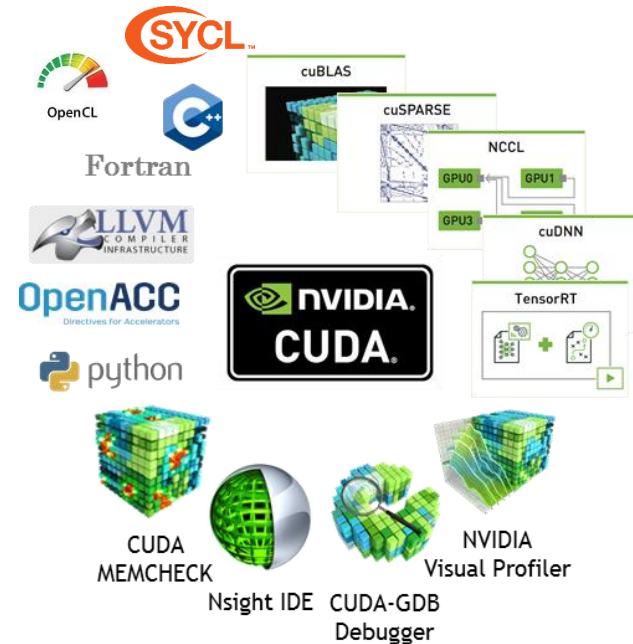 SYCL™
OpenCL
C++
Fortran
LLVM
COMPILER
INFRASTRUCTURE
OpenACC
Directives for Accelerators
python
cuBLAS
cuSPARSE
NCCL
GPU0 GPU1
GPU3
cuDNN
TensorRT
NVIDIA.
CUDA®
CUDA
MEMCHECK
Nsight IDE
CUDA-GDB
Debugger
NVIDIA
Visual Profiler